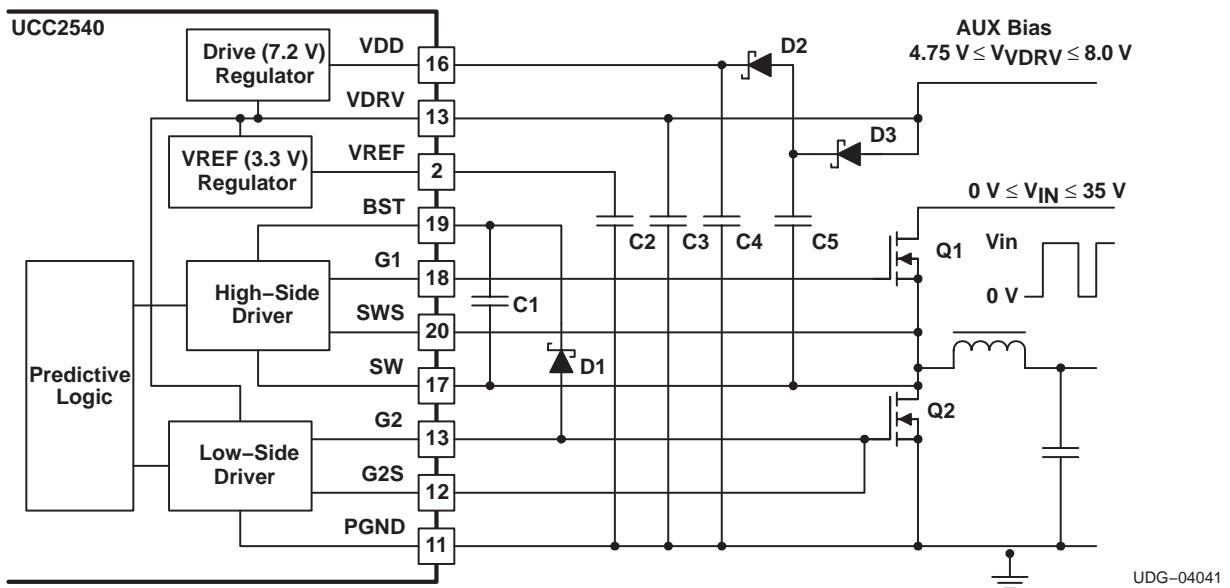 UCC2540
Drive (7.2 V)
Regulator
VDD
16
VDRV
13
VREF (3.3 V)
Regulator
VREF
2
BST
19
G1
18
High−Side
Driver
SWS
20
SW
17
Predictive
Logic
G2
13
Low−Side
Driver
G2S
12
PGND
11
C1
D1
C2
C3
C4
C5
D2
D3
AUX Bias
4.75 V ≤ VVDRV ≤ 8.0 V
0 V ≤ VIN ≤ 35 V
Q1
Vin
0 V
Q2
UDG−04041